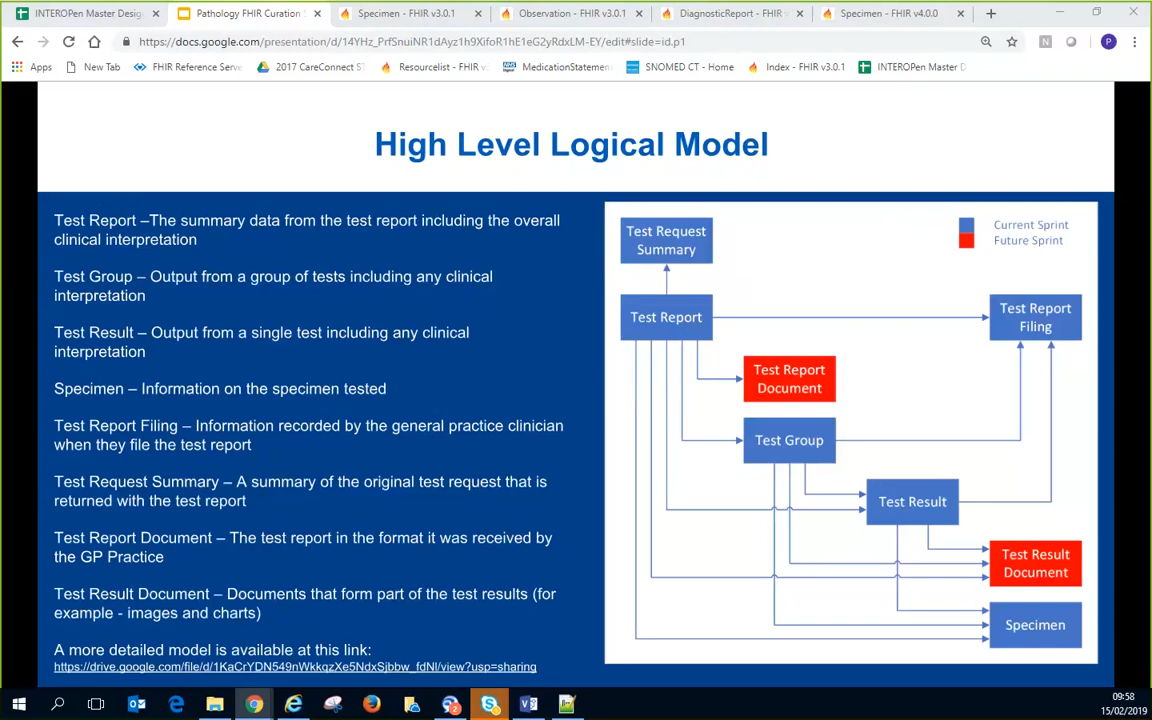 INTEROPen Master Desig
Pathology FHIR Curation
Specimen - FHIR v3.0.1
Observation - FHIR v3.0.1
DiagnosticReport - FHIR v
Specimen - FHIR v4.0.0
https://docs.google.com/presentation/d/14YHz_PrfSnuiNR1dAyz1h9XifoR1hE1eG2yRdxLM-EY/edit#slide=id.p1
N
P
Apps
New Tab
FHIR Reference Serve
2017 CareConnect ST
Resourcelist - FHIR v
MedicationStatemen
SNOMED CT - Home
Index - FHIR v3.0.1
INTEROPen Master D
High Level Logical Model
Test Report –The summary data from the test report including the overall
clinical interpretation
Test Group – Output from a group of tests including any clinical
interpretation
Test Result – Output from a single test including any clinical
interpretation
Specimen – Information on the specimen tested
Test Report Filing – Information recorded by the general practice clinician
when they file the test report
Test Request Summary – A summary of the original test request that is
returned with the test report
Test Report Document – The test report in the format it was received by
the GP Practice
Test Result Document – Documents that form part of the test results (for
example - images and charts)
A more detailed model is available at this link:
https://drive.google.com/file/d/1KaCrYDN549nWkkqzXe5NdxSjbbw_fdNl/view?usp=sharing
Test Request
Summary
Current Sprint
Future Sprint
Test Report
Test Report
Filing
Test Report
Document
Test Group
Test Result
Test Result
Document
Specimen
09:58
15/02/2019